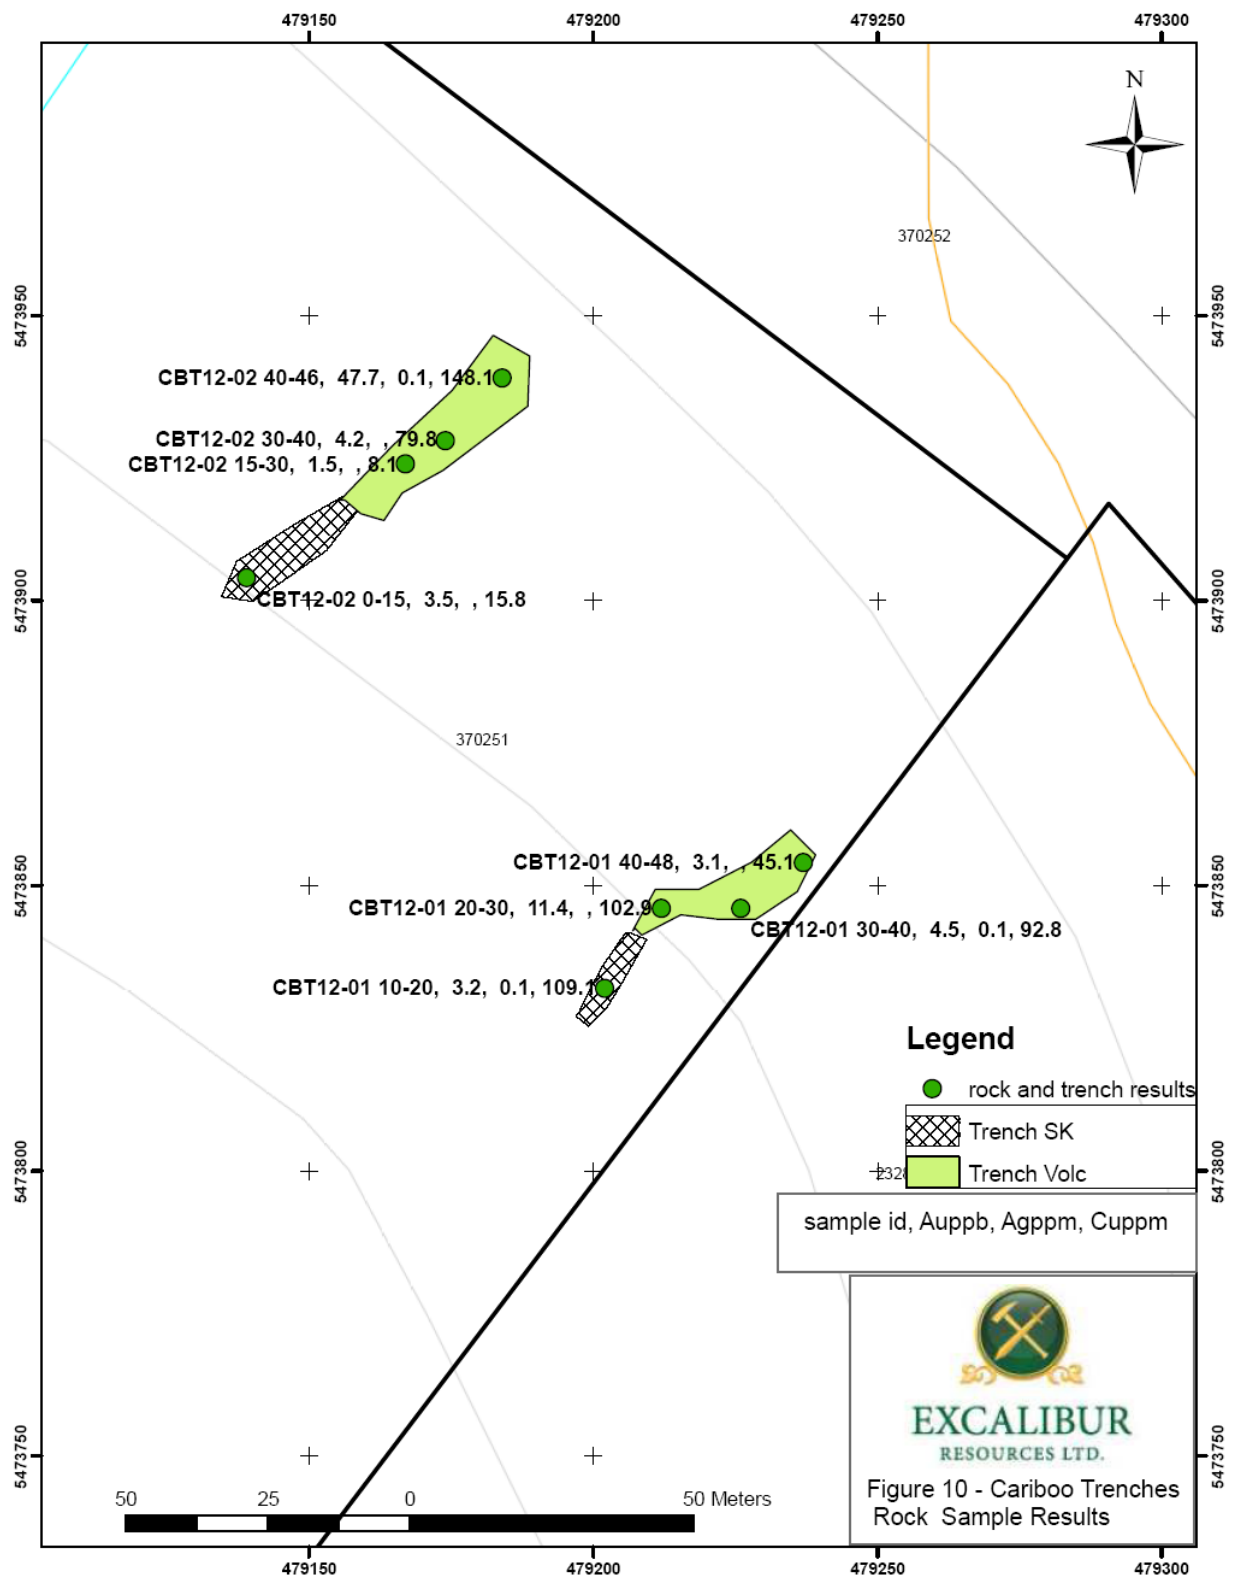 479150 479200 479250 479300
N
370252
5473950 5473950
CBT12-02 40-46, 47.7, 0.1, 148.1
CBT12-02 30-40, 4.2, , 79.8
CBT12-02 15-30, 1.5, , 8.1
CBT12-02 0-15, 3.5, , 15.8
5473900 5473900
370251
CBT12-01 40-48, 3.1, , 45.1
5473850 5473850
CBT12-01 20-30, 11.4, , 102.9
CBT12-01 30-40, 4.5, 0.1, 92.8
CBT12-01 10-20, 3.2, 0.1, 109.1
Legend
rock and trench results
Trench SK
Trench Volc
5473800 5473800
sample id, Auppb, Agppm, Cuppm
EXCALIBUR
RESOURCES LTD.
5473750 5473750
Figure 10 - Cariboo Trenches
Rock Sample Results
50 25 0 50 Meters
479150 479200 479250 479300